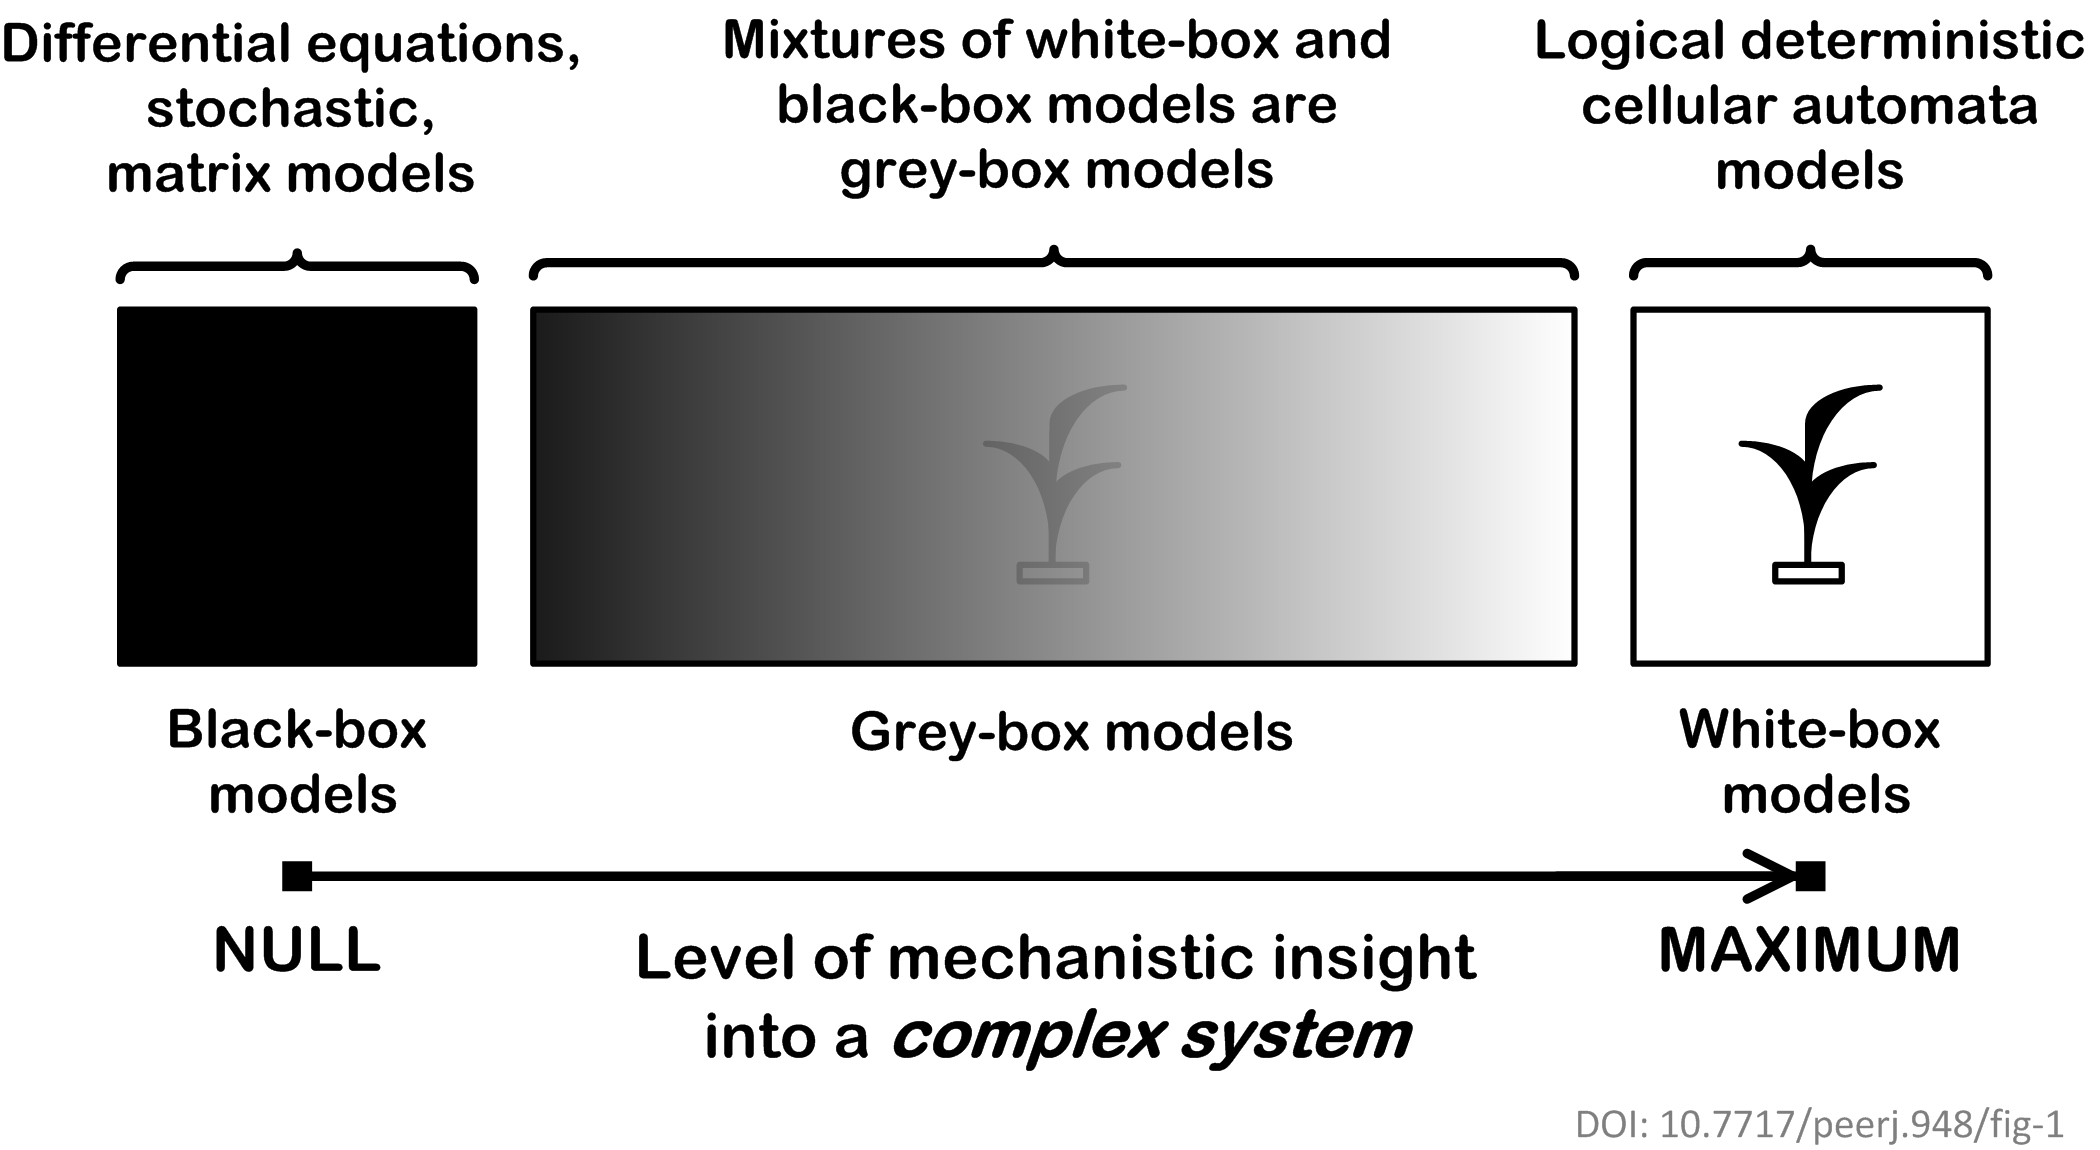 Differential equations,
stochastic,
matrix models
Mixtures of white-box and
black-box models are
grey-box models
Logical deterministic
cellular automata
models
Black-box
models
Grey-box models
White-box
models
NULL
Level of mechanistic insight
into a complex system
MAXIMUM
DOI: 10.7717/peerj.948/fig-1